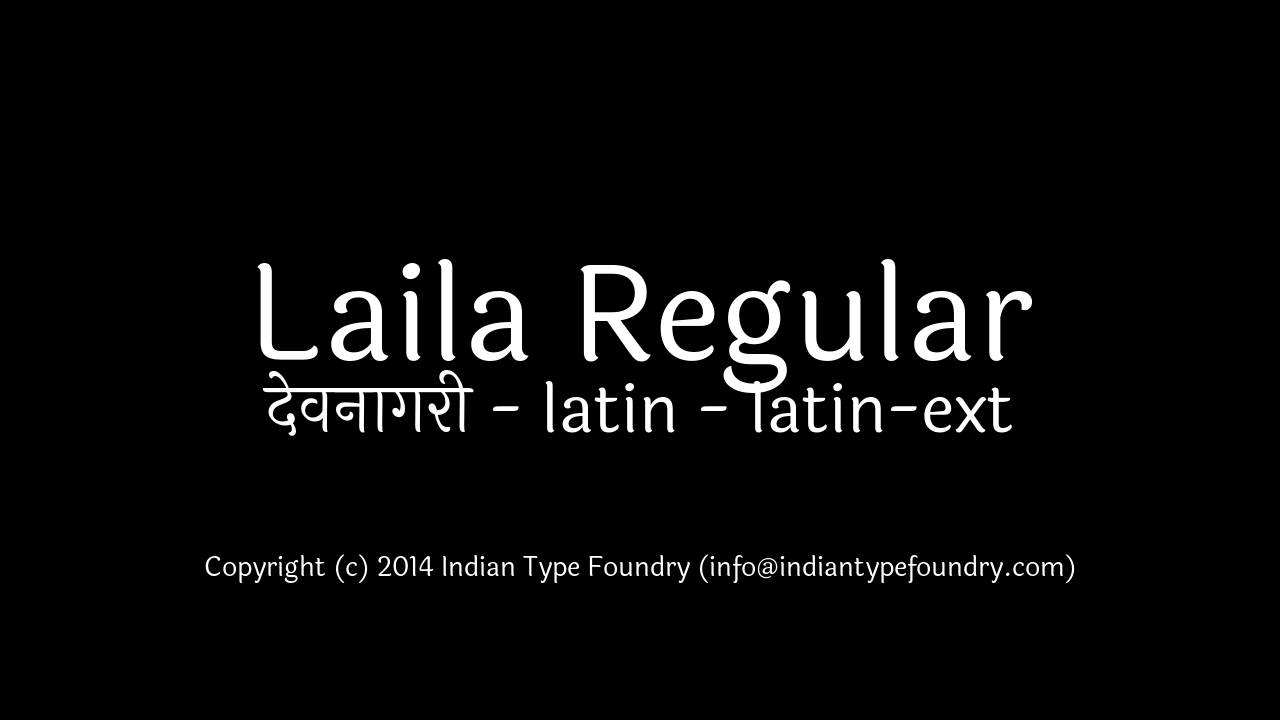 Laila Regular
देवनागरी - latin - latin-ext
Copyright (c) 2014 Indian Type Foundry (info@indiantypefoundry.com)